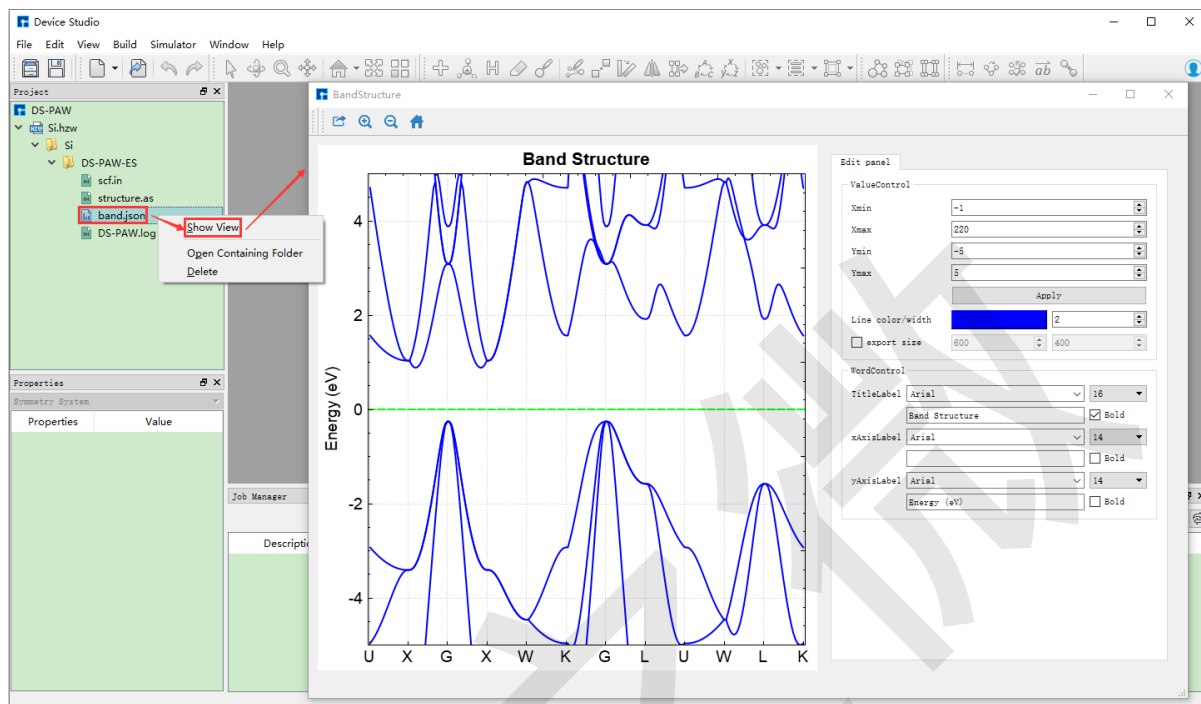 Device Studio
File Edit View Build Simulator Window Help
Project
DS-PAW
Si.hzw
Si
DS-PAW-ES
scf.in
structure.as
band.json
DS-PAW.log
Show View
Open Containing Folder
Delete
Properties
Symmetry System
Properties Value
Job Manager
BandStructure
Band Structure
Energy (eV)
4
2
0
-2
-4
U X G X W K G L U W L K
Edit panel
ValueControl
Xmin -1
Xmax 220
Ymin -5
Ymax 5
Apply
Line color/width 2
export size 600 400
WordControl
TitleLabel Arial 16
Band Structure Bold
xAxisLabel Arial 14
Bold
yAxisLabel Arial 14
Energy (eV) Bold